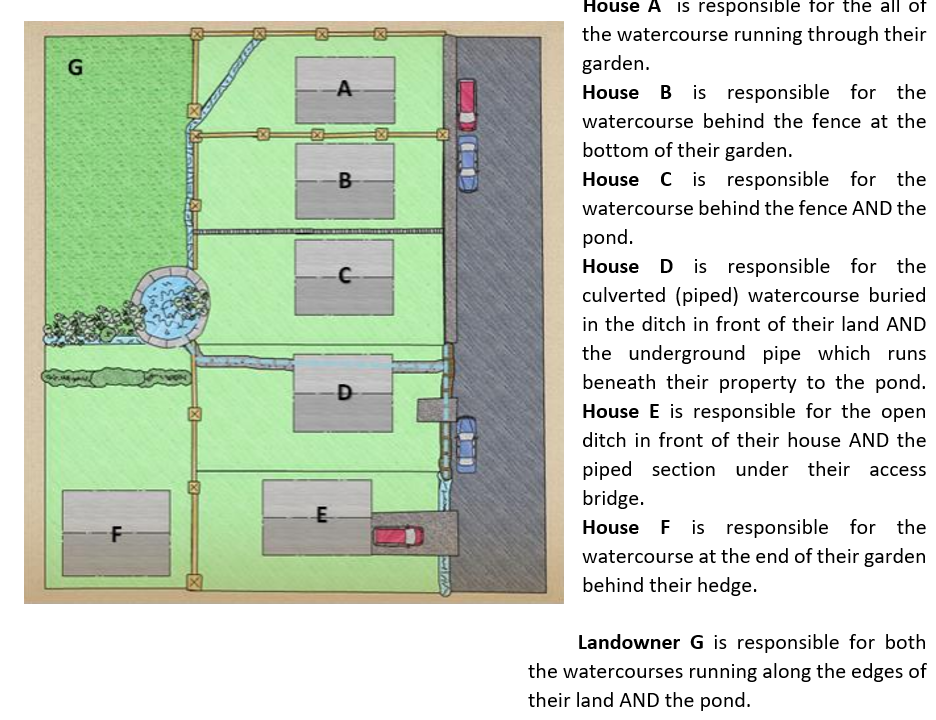 House A is responsible for the all of
the watercourse running through their
garden.
House B is responsible for the
watercourse behind the fence at the
bottom of their garden.
House C is responsible for the
watercourse behind the fence AND the
pond.
House D is responsible for the
culverted (piped) watercourse buried
in the ditch in front of their land AND
the underground pipe which runs
beneath their property to the pond.
House E is responsible for the open
ditch in front of their house AND the
piped section under their access
bridge.
House F is responsible for the
watercourse at the end of their garden
behind their hedge.
Landowner G is responsible for both
the watercourses running along the edges of
their land AND the pond.
G
A
B
C
D
E
F